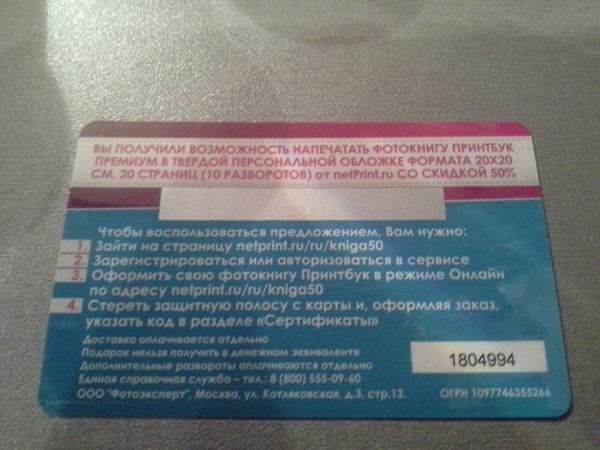 ВЫ ПОЛУЧИЛИ ВОЗМОЖНОСТЬ НАПЕЧАТАТЬ ФОТОКНИГУ ПРИНТБУК
ПРЕМИУМ В ТВЕРДОЙ ПЕРСОНАЛЬНОЙ ОБЛОЖКЕ ФОРМАТА 20Х20
СМ, 20 СТРАНИЦ (10 РАЗВОРОТОВ) от netPrint.ru СО СКИДКОЙ 50%
Чтобы воспользоваться предложением, Вам нужно:
1. Зайти на страницу netprint.ru/ru/kniga50
2. Зарегистрироваться или авторизоваться в сервисе
3. Оформить свою фотокнигу Принтбук в режиме Онлайн
по адресу netprint.ru/ru/kniga50
4. Стереть защитную полосу с карты и, оформляя заказ,
указать код в разделе «Сертификаты»
Доставка оплачивается отдельно
Подарок нельзя получить в денежном эквиваленте
Дополнительные развороты оплачиваются отдельно
Единая справочная служба – тел.: 8 (800) 555-09-60
ООО "Фотоэксперт", Москва, ул. Котляковская, д.3, стр.13.
1804994
ОГРН 1097746355266